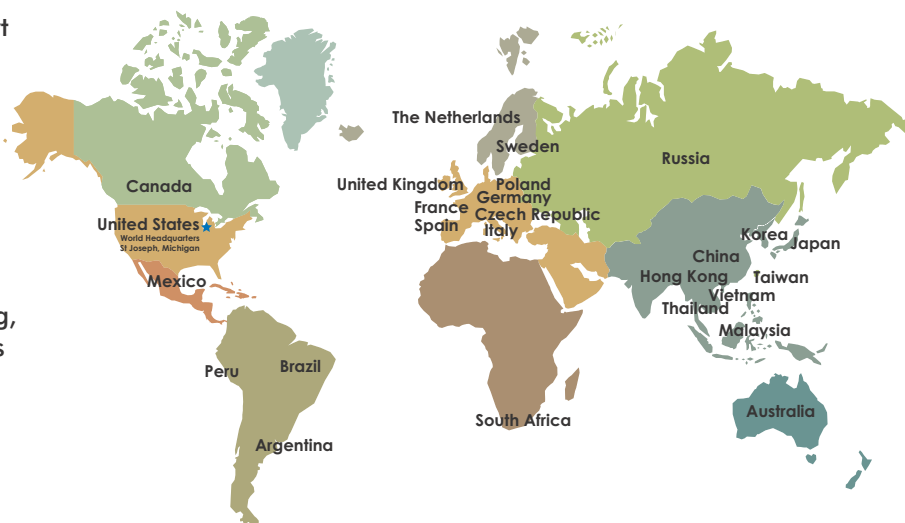 t
The Netherlands
Sweden
Russia
Canada
United Kingdom
Poland
Germany
France
Czech Republic
Spain
Italy
United States
World Headquarters
St Joseph, Michigan
Korea
Japan
China
Mexico
Hong Kong
Taiwan
Vietnam
Thailand
g,
Malaysia
s
Peru
Brazil
Australia
South Africa
Argentina